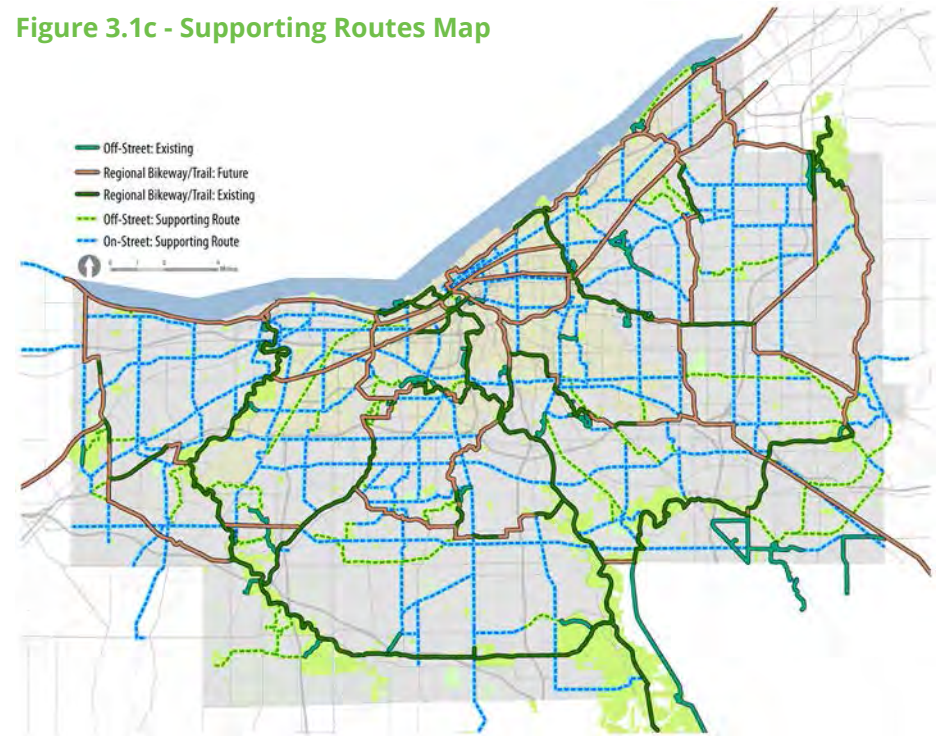 Figure 3.1c - Supporting Routes Map
Off-Street: Existing
Regional Bikeway/Trail: Future
Regional Bikeway/Trail: Existing
Off-Street: Supporting Route
On-Street: Supporting Route